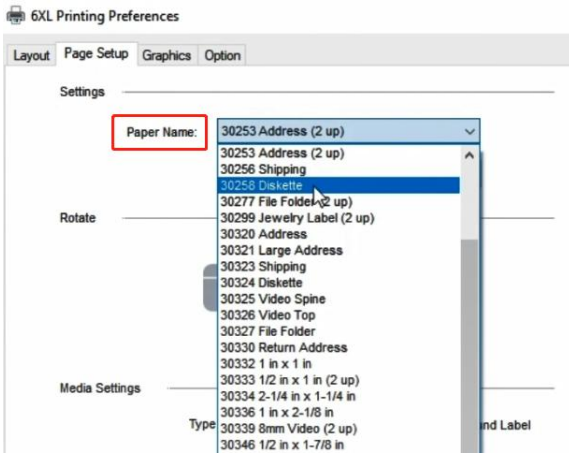 6XL Printing Preferences
Layout Page Setup Graphics Option
Settings
Paper Name: 30253 Address (2 up)
30253 Address (2 up)
30256 Shipping
30258 Diskette
30277 File Folder 2 up)
30299 Jewelry Label (2 up)
Rotate
30320 Address
30321 Large Address
30323 Shipping
30324 Diskette
30325 Video Spine
30326 Video Top
30327 File Folder
30330 Return Address
30332 1 in x 1 in
30333 1/2 in x 1 in (2 up)
Media Settings
30334 2-1/4 in x 1-1/4 in
30336 1 in x 2-1/8 in
Type 30339 8mm Video (2 up) nd Label
30346 1/2 in x 1-7/8 in